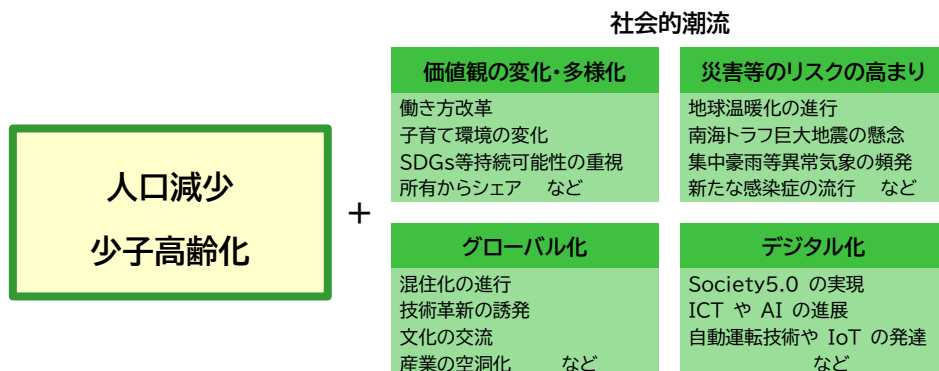 社会的潮流
人口減少
少子高齢化
+
価値観の変化・多様化
働き方改革
子育て環境の変化
SDGs等持続可能性の重視
所有からシェア など
災害等のリスクの高まり
地球温暖化の進行
南海トラフ巨大地震の懸念
集中豪雨等異常気象の頻発
新たな感染症の流行 など
グローバル化
混住化の進行
技術革新の誘発
文化の交流
産業の空洞化 など
デジタル化
Society5.0 の実現
ICT や AI の進展
自動運転技術や IoT の発達
など